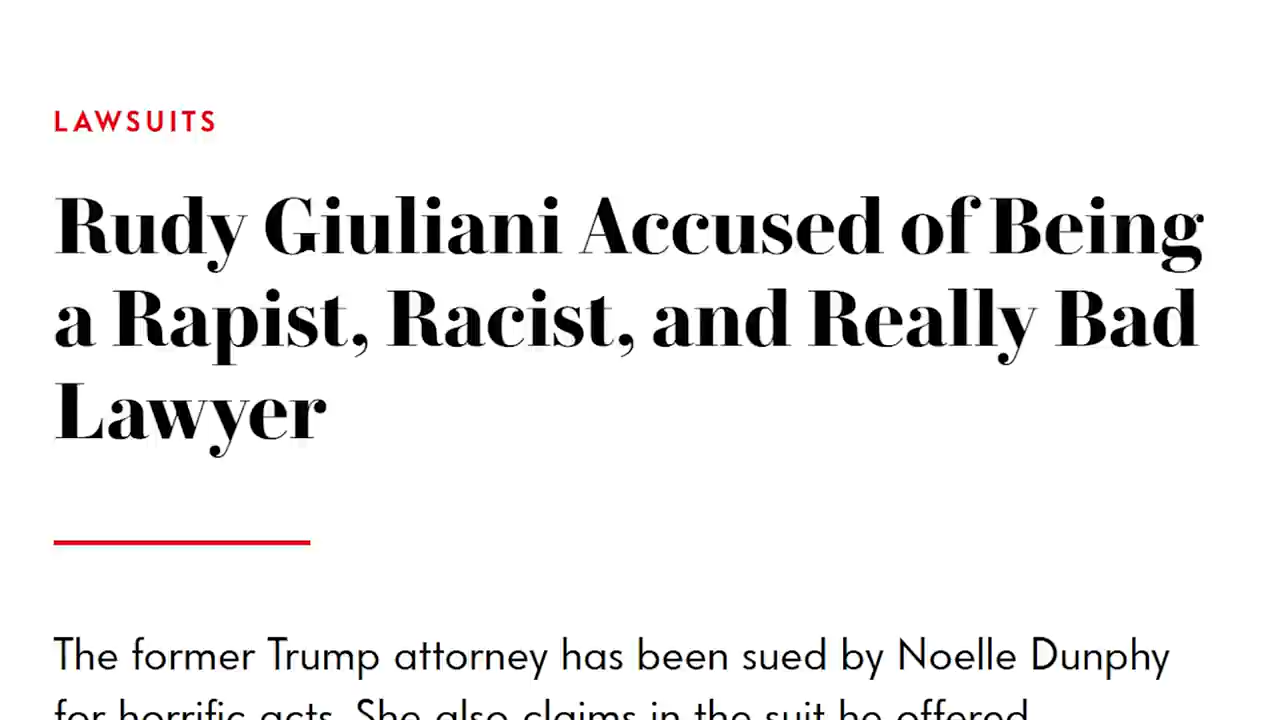 LAWSUITS
Rudy Giuliani Accused of Being
a Rapist, Racist, and Really Bad
Lawyer
The former Trump attorney has been sued by Noelle Dunphy
for horrific acts. She also claims in the suit he offered